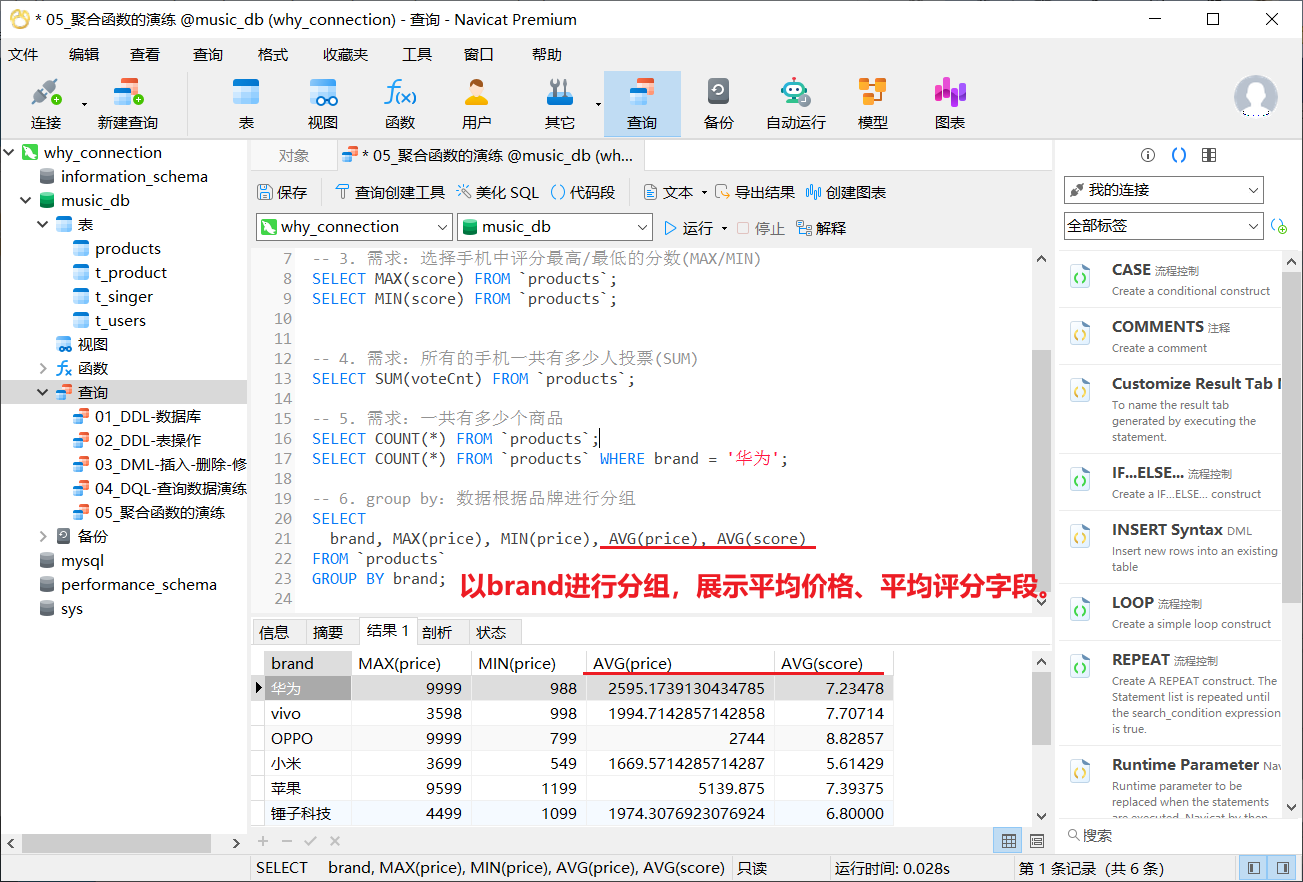 * 05_聚合函数的演练 @music_db (why_connection) - 查询 - Navicat Premium
文件 编辑 查看 查询 格式 收藏夹 工具 窗口 帮助
连接 新建查询 表 视图 函数 用户 其它 查询 备份 自动运行 模型 图表
why_connection
information_schema
music_db
表
products
t_product
t_singer
t_users
视图
函数
查询
01_DDL-数据库
02_DDL-表操作
03_DML-插入-删除-修
04_DQL-查询数据演练
05_聚合函数的演练
备份
mysql
performance_schema
sys
对象 * 05_聚合函数的演练 @music_db (wh...
保存 查询创建工具 美化 SQL () 代码段 文本 导出结果 创建图表
why_connection music_db 运行 停止 解释
7 -- 3. 需求：选择手机中评分最高/最低的分数(MAX/MIN)
8 SELECT MAX(score) FROM `products`;
9 SELECT MIN(score) FROM `products`;
10
11
12 -- 4. 需求：所有的手机一共有多少人投票(SUM)
13 SELECT SUM(voteCnt) FROM `products`;
14
15 -- 5. 需求：一共有多少个商品
16 SELECT COUNT(*) FROM `products`;
17 SELECT COUNT(*) FROM `products` WHERE brand = '华为';
18
19 -- 6. group by：数据根据品牌进行分组
20 SELECT
21 brand, MAX(price), MIN(price), AVG(price), AVG(score)
22 FROM `products`
23 GROUP BY brand;
24
以brand进行分组，展示平均价格、平均评分字段。
信息 摘要 结果 1 剖析 状态
brand MAX(price) MIN(price) AVG(price) AVG(score)
华为 9999 988 2595.1739130434785 7.23478
vivo 3598 998 1994.7142857142858 7.70714
OPPO 9999 799 2744 8.82857
小米 3699 549 1669.5714285714287 5.61429
苹果 9599 1199 5139.875 7.39375
锤子科技 4499 1099 1974.3076923076924 6.80000
SELECT brand, MAX(price), MIN(price), AVG(price), AVG(score) 只读 运行时间: 0.028s 第 1 条记录 (共 6 条)
我的连接
全部标签
CASE 流程控制
Create a conditional construct
COMMENTS 注释
Create a comment
Customize Result Tab
To name the result tab
generated by executing the
statement.
IF...ELSE... 流程控制
Create a IF...ELSE... construct
INSERT Syntax DML
Insert new rows into an existing
table
LOOP 流程控制
Create a simple loop construct
REPEAT 流程控制
Create A REPEAT construct. The
Statement list is repeated until
the search_condition expression
is true.
Runtime Parameter Nav
Runtime parameter to be
replaced when the statements
are executed. Navicat by then
搜索